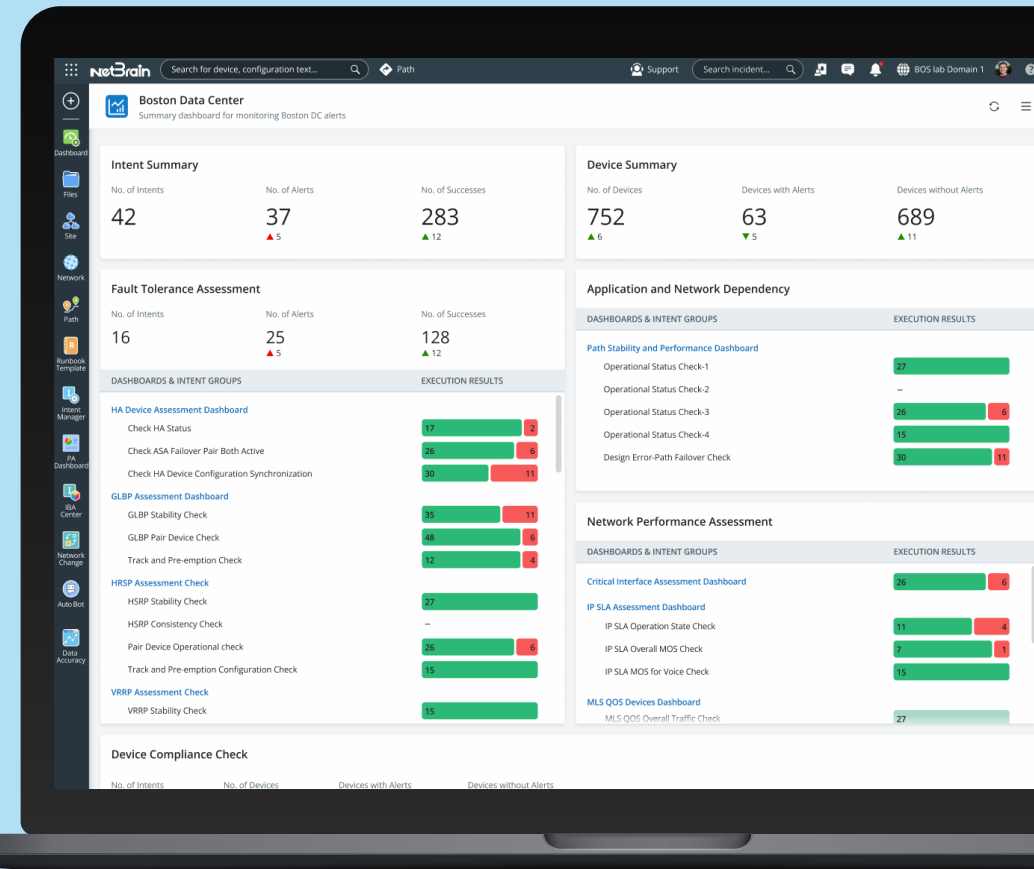 NetBrain
Search for device, configuration text...
Path
Support
Search incident...
BOS lab Domain 1
Boston Data Center
Summary dashboard for monitoring Boston DC alerts
Dashboard
Files
Site
Network
Path
Runbook
Template
Intent
Manager
PA
Dashboard
IBA
Center
Network
Change
Auto Bot
Data
Accuracy
Intent Summary
No. of Intents No. of Alerts No. of Successes
42 37 283
5 12
Device Summary
No. of Devices Devices with Alerts Devices without Alerts
752 63 689
6 5 11
Fault Tolerance Assessment
No. of Intents No. of Alerts No. of Successes
16 25 128
5 12
DASHBOARDS & INTENT GROUPS EXECUTION RESULTS
HA Device Assessment Dashboard
Check HA Status 17 2
Check ASA Failover Pair Both Active 26 6
Check HA Device Configuration Synchronization 30 11
GLBP Assessment Dashboard
GLBP Stability Check 35 11
GLBP Pair Device Check 48 6
Track and Pre-emption Check 12 4
HRSP Assessment Check
HSRP Stability Check 27
HSRP Consistency Check --
Pair Device Operational check 26 6
Track and Pre-emption Configuration Check 15
VRRP Assessment Check
VRRP Stability Check 15
Application and Network Dependency
DASHBOARDS & INTENT GROUPS EXECUTION RESULTS
Path Stability and Performance Dashboard
Operational Status Check-1 27
Operational Status Check-2 --
Operational Status Check-3 26 6
Operational Status Check-4 15
Design Error-Path Failover Check 30 11
Network Performance Assessment
DASHBOARDS & INTENT GROUPS EXECUTION RESULTS
Critical Interface Assessment Dashboard 26 6
IP SLA Assessment Dashboard
IP SLA Operation State Check 11 4
IP SLA Overall MOS Check 7 1
IP SLA MOS for Voice Check 15
MLS QOS Devices Dashboard
MLS QOS Overall Traffic Check 27
Device Compliance Check
No. of Intents No. of Devices Devices with Alerts Devices without Alerts